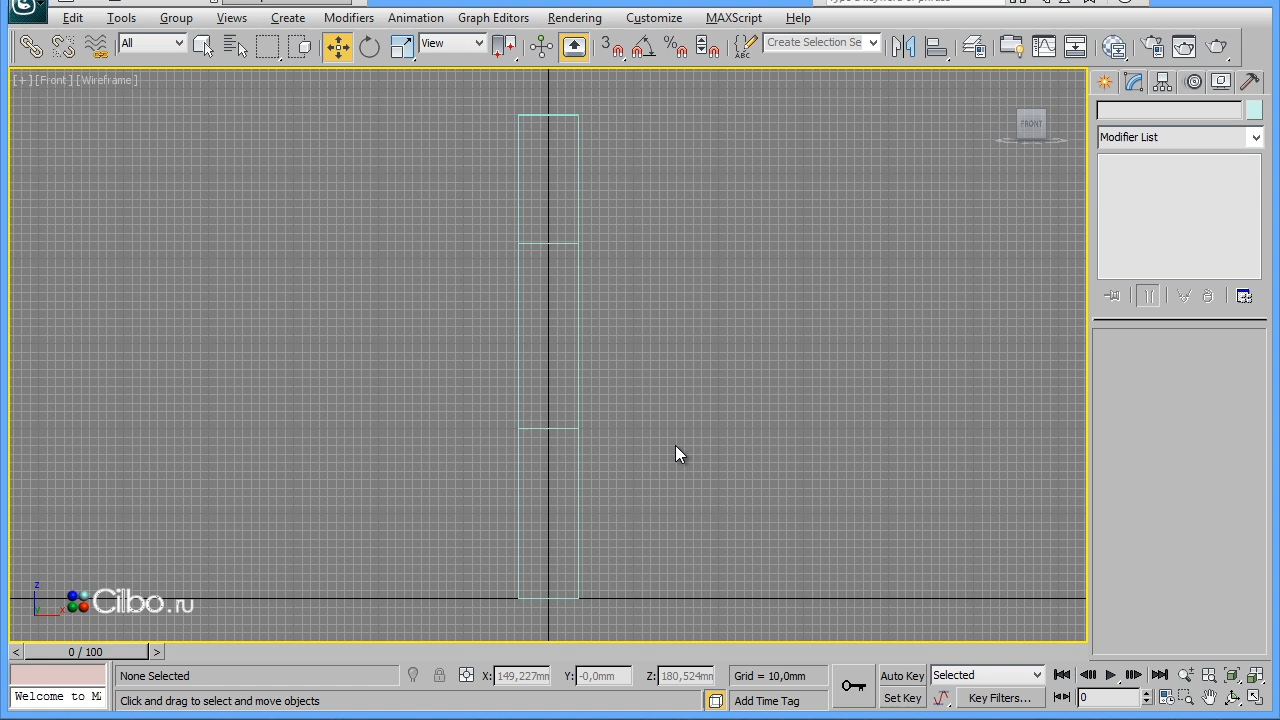 Edit Tools Group Views Create Modifiers Animation Graph Editors Rendering Customize MAXScript Help
All
View
3
%
ABC
Create Selection Se
[+] [Front] [Wireframe]
FRONT
Modifier List
z
x
Cilbo.ru
< 0 / 100 >
None Selected
X: 149,227mm Y: -0,0mm Z: 180,524mm
Grid = 10,0mm
Auto Key
Selected
Welcome to M
Click and drag to select and move objects
Add Time Tag
Set Key
Key Filters...
0